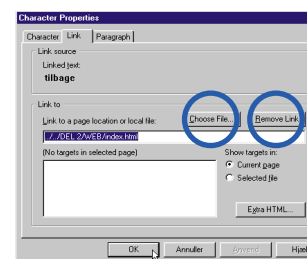 Character Properties
Character Link Paragraph
Link source
Linked text:
tilbage
Link to
Link to a page location or local file: Choose File... Remove Link
../../DEL 2/WEB/index.html
(No targets in selected page) Show targets in:
Current page
Selected file
Extra HTML...
OK Annuller Anvend Hjæl